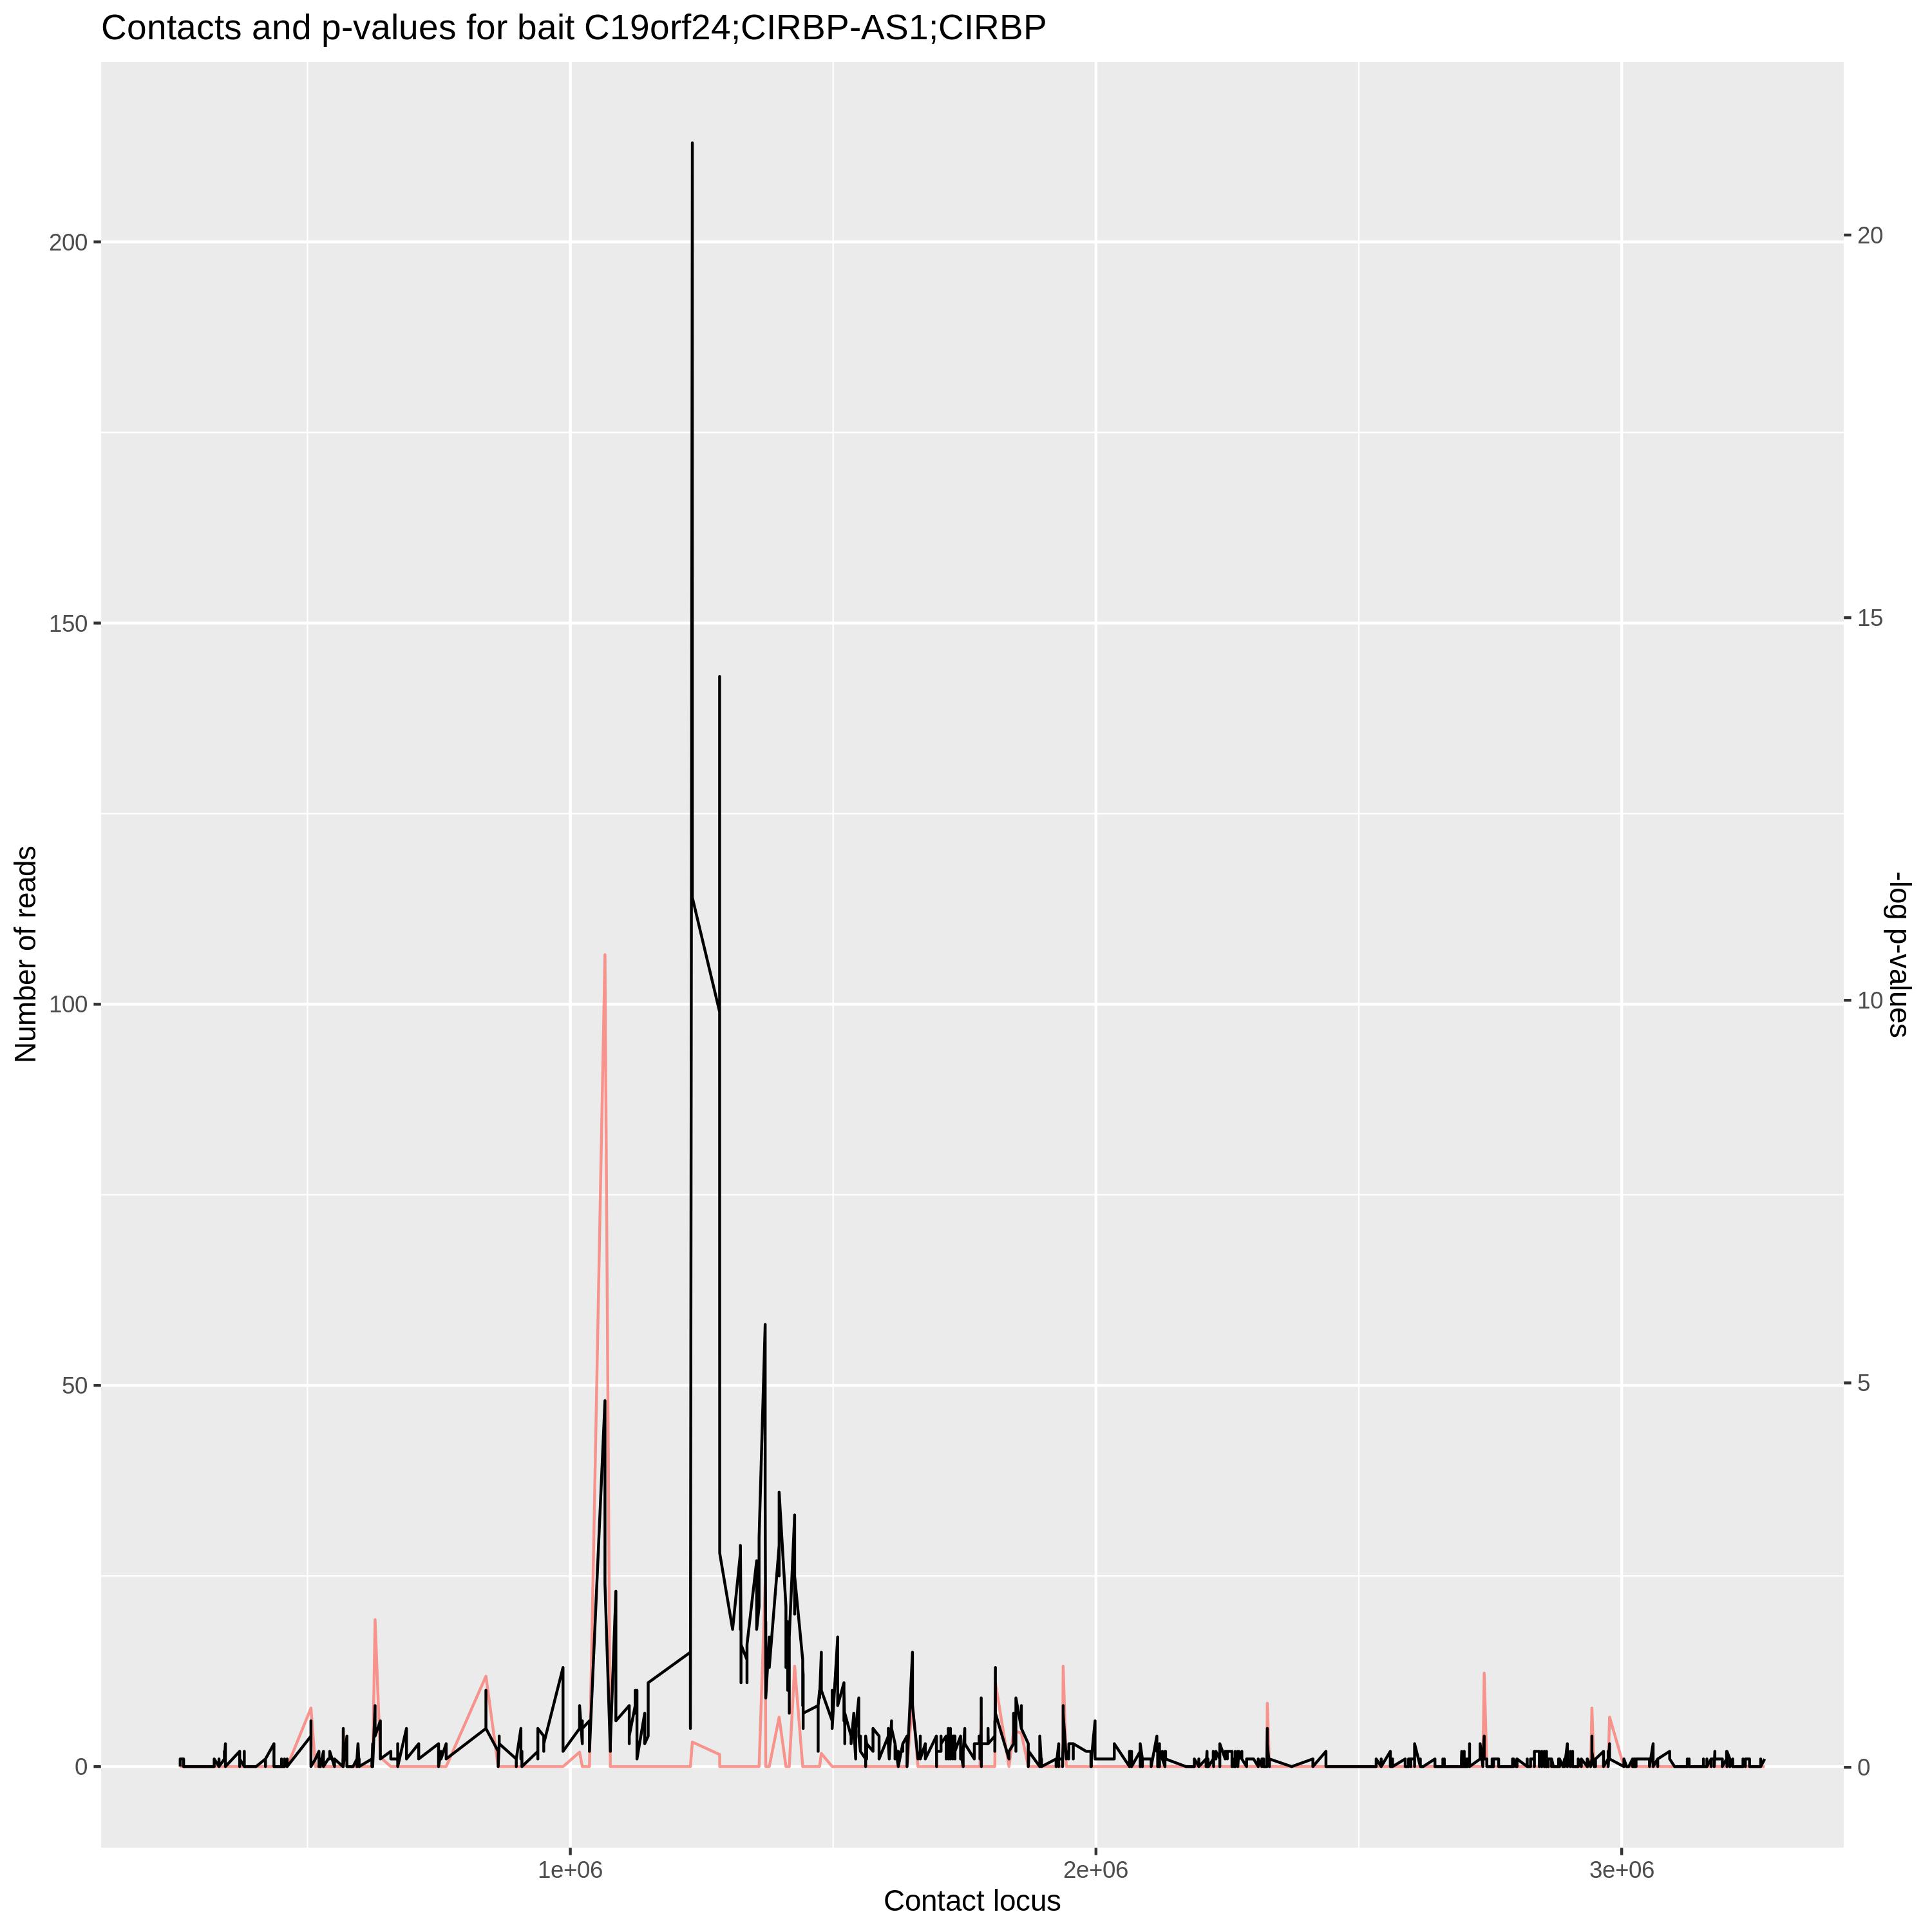 Contacts and p-values for bait C19orf24;CIRBP-AS1;CIRBP
200
150
100
50
0
20
15
10
5
0
Number of reads
-log p-values
1e+06
2e+06
3e+06
Contact locus